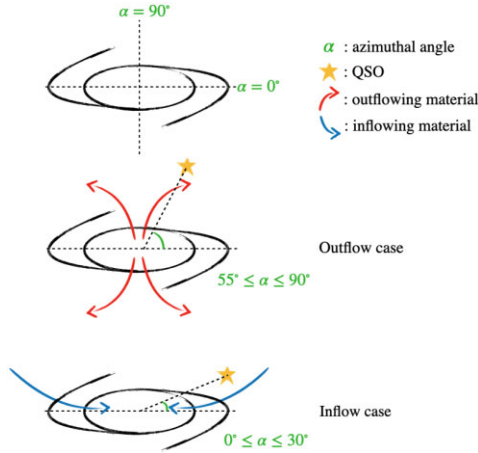 α = 90°
α = 0°
α : azimuthal angle
: QSO
: outflowing material
: inflowing material
Outflow case
55° ≤ α ≤ 90°
Inflow case
0° ≤ α ≤ 30°